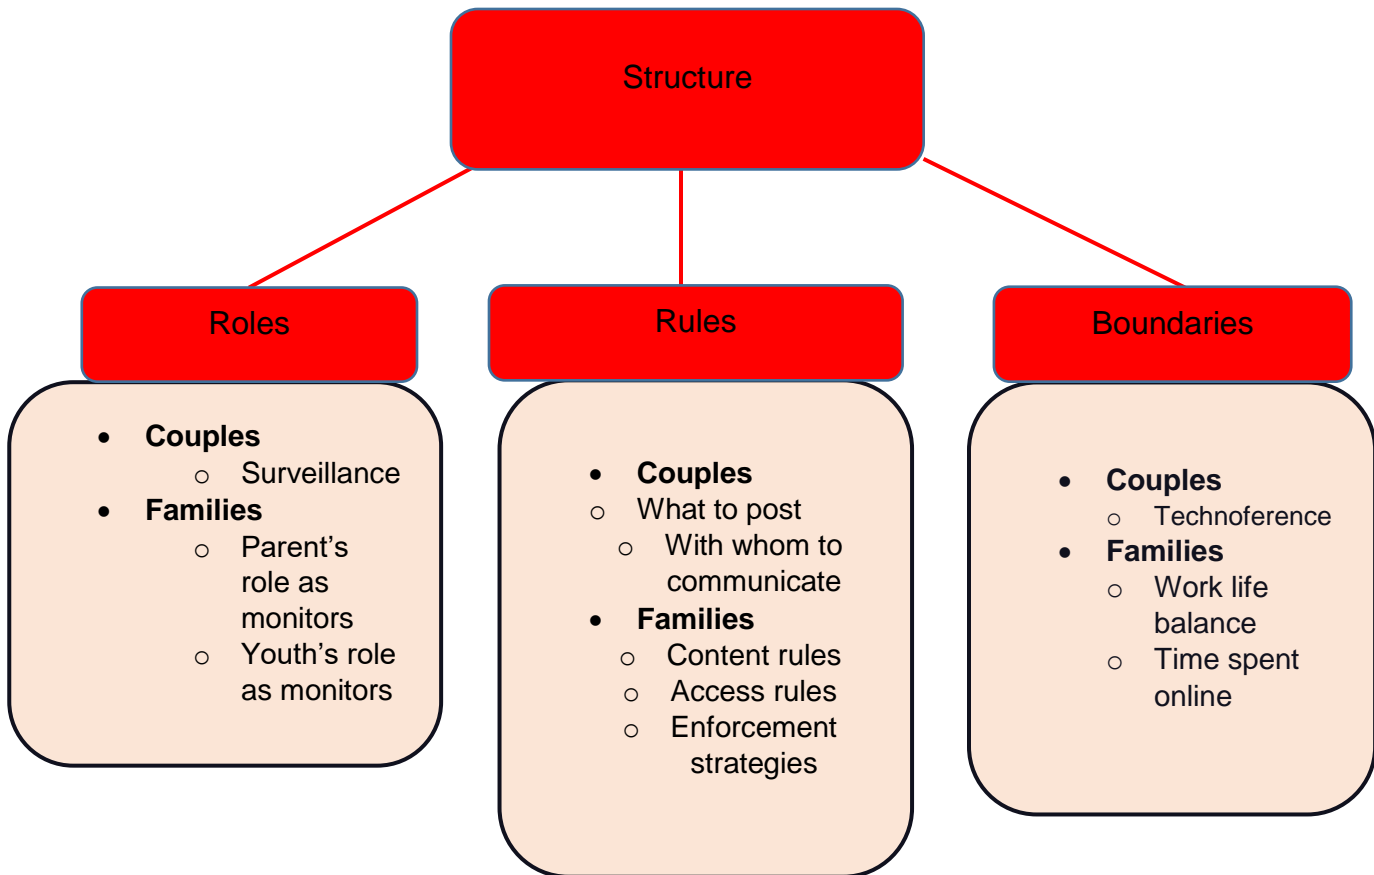 Structure
Roles
Rules
Boundaries
• Couples
o Surveillance
• Families
o Parent's
role as
monitors
o Youth's role
as monitors
• Couples
o What to post
o With whom to
communicate
• Families
o Content rules
o Access rules
o Enforcement
strategies
• Couples
o Technoference
• Families
o Work life
balance
o Time spent
online